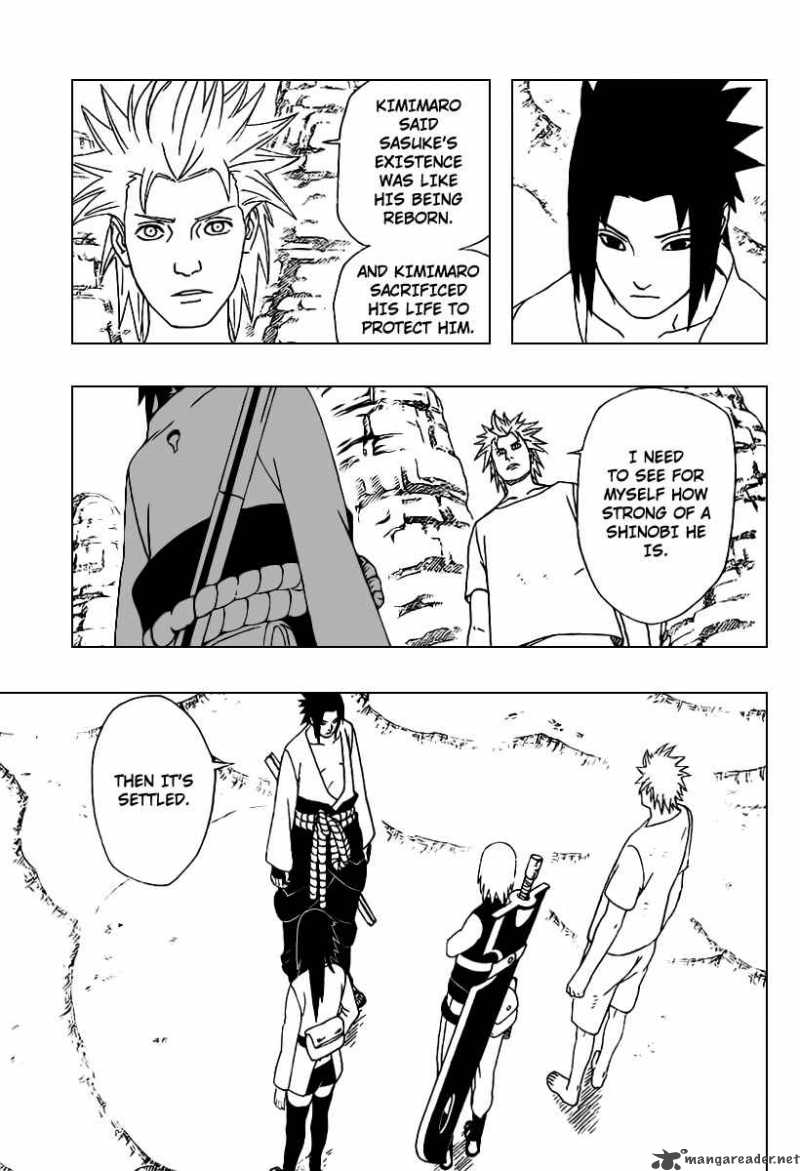 KIMIMARO
SAID
SASUKE'S
EXISTENCE
WAS LIKE
HIS BEING
REBORN.
AND KIMIMARO
SACRIFICED
HIS LIFE TO
PROTECT HIM.
I NEED
TO SEE FOR
MYSELF HOW
STRONG OF A
SHINOBI HE
IS.
THEN IT'S
SETTLED.
mangareader.net